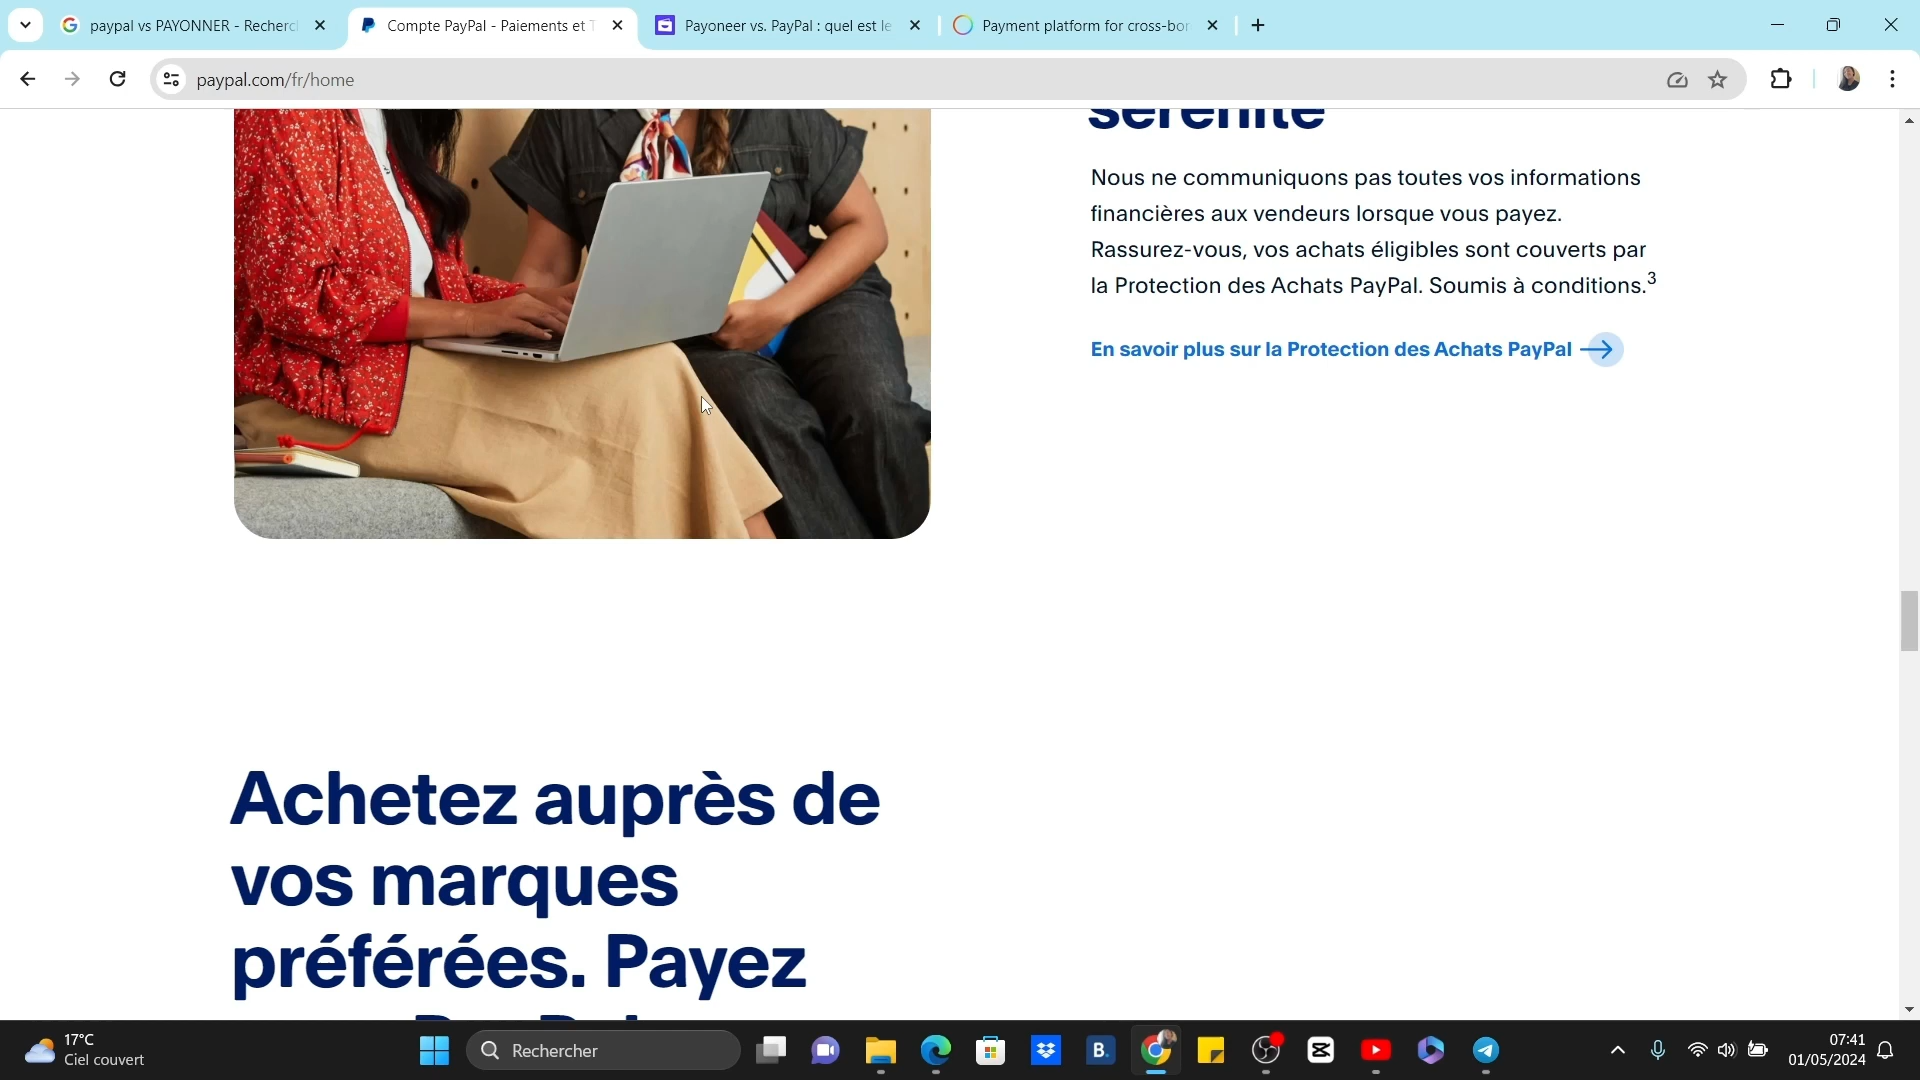 paypal vs PAYONNER - Recherc
Compte PayPal - Paiements et T
Payoneer vs. PayPal : quel est le
Payment platform for cross-bor
paypal.com/fr/home
sérénité
Nous ne communiquons pas toutes vos informations
financières aux vendeurs lorsque vous payez.
Rassurez-vous, vos achats éligibles sont couverts par
la Protection des Achats PayPal. Soumis à conditions.3
En savoir plus sur la Protection des Achats PayPal
Achetez auprès de
vos marques
préférées. Payez
17°C
Ciel couvert
Rechercher
B.
07:41
01/05/2024